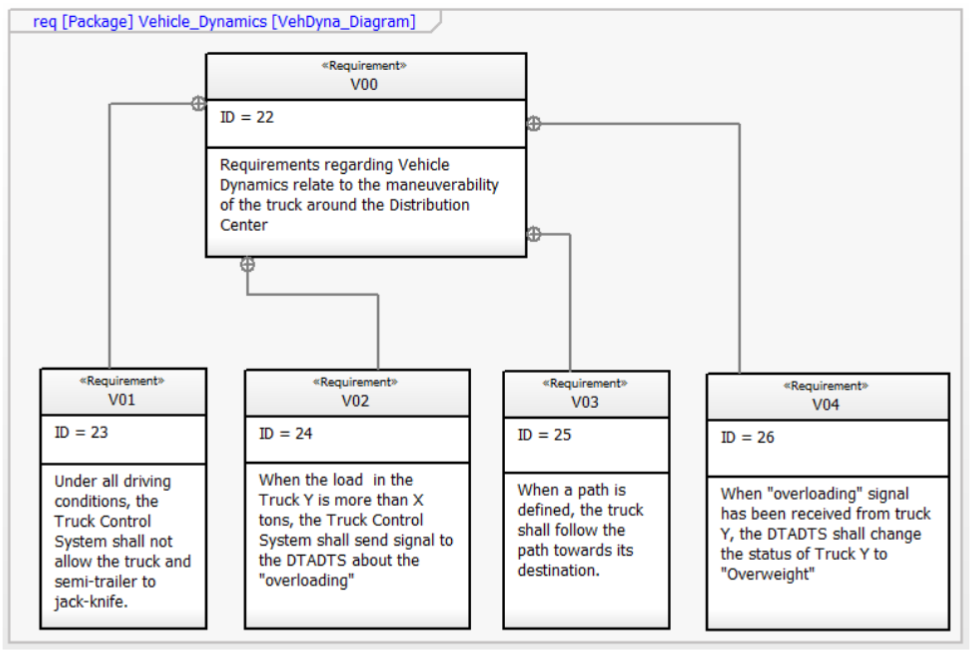 req [Package] Vehicle_Dynamics [VehDyna_Diagram]
«Requirement»
V00
ID = 22
Requirements regarding Vehicle
Dynamics relate to the maneuverability
of the truck around the Distribution
Center
«Requirement»
V01
ID = 23
Under all driving
conditions, the
Truck Control
System shall not
allow the truck and
semi-trailer to
jack-knife.
«Requirement»
V02
ID = 24
When the load  in the
Truck Y is more than X
tons, the Truck Control
System shall send signal to
the DTADTS about the
"overloading"
«Requirement»
V03
ID = 25
When a path is
defined, the truck
shall follow the
path towards its
destination.
«Requirement»
V04
ID = 26
When "overloading" signal
has been received from truck
Y, the DTADTS shall change
the status of Truck Y to
"Overweight"